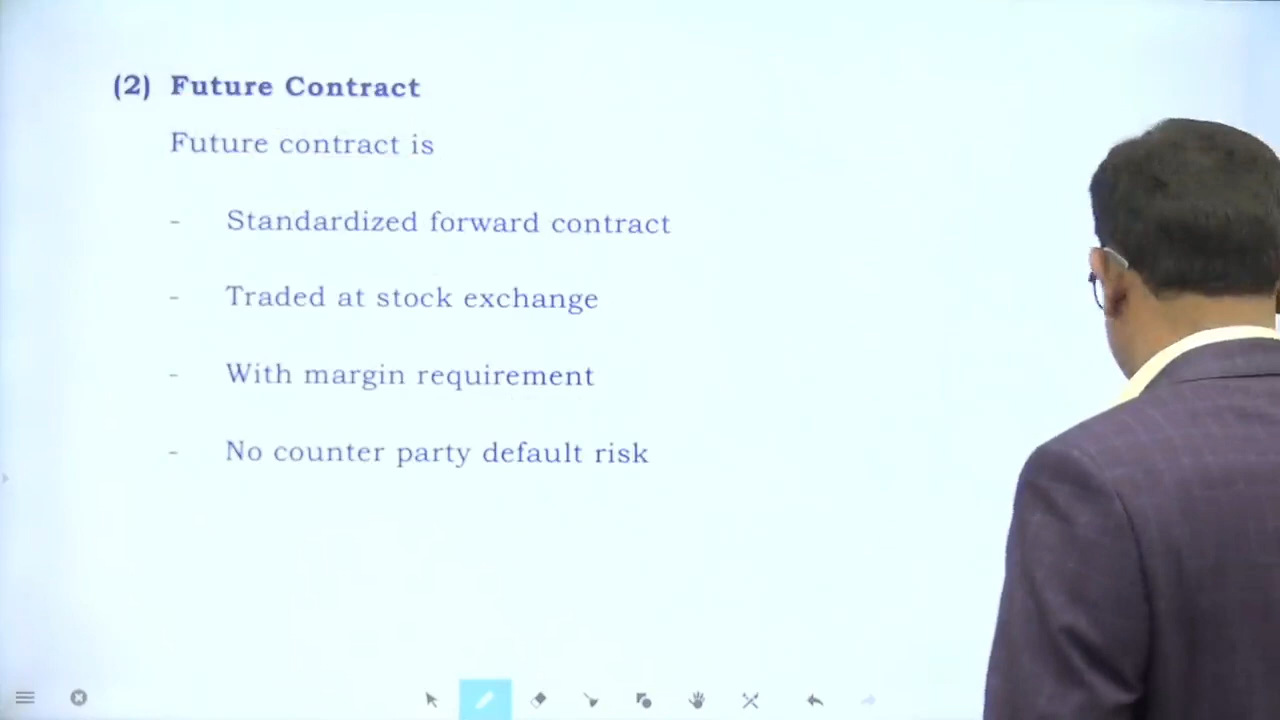 (2) Future Contract
Future contract is
- Standardized forward contract
- Traded at stock exchange
- With margin requirement
- No counter party default risk